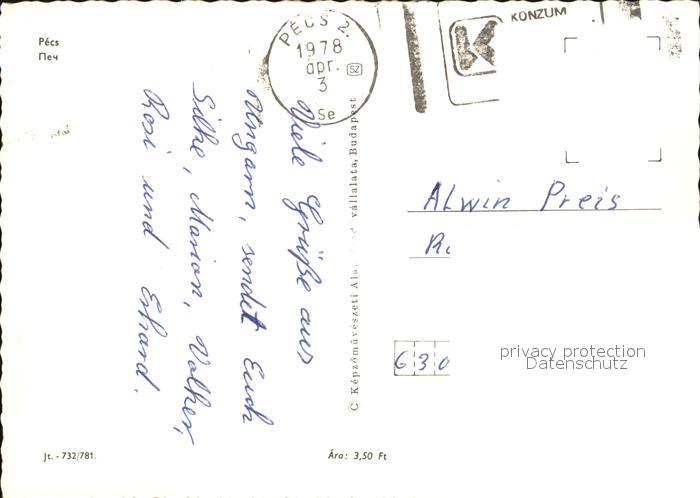 Pécs
Печ
PÉCS 2.
1978
ápr.
3
SZ
Se
KONZUM
Viele Grüße aus
Ungarn, sendet Euch
Silke, Marion, Volker,
Rosi und Erhard.
C Képzőművészeti Ala vállalata, Budapest
Alwin Preis
630
privacy protection
Datenschutz
Jt. - 732/781.
Ára: 3,50 Ft